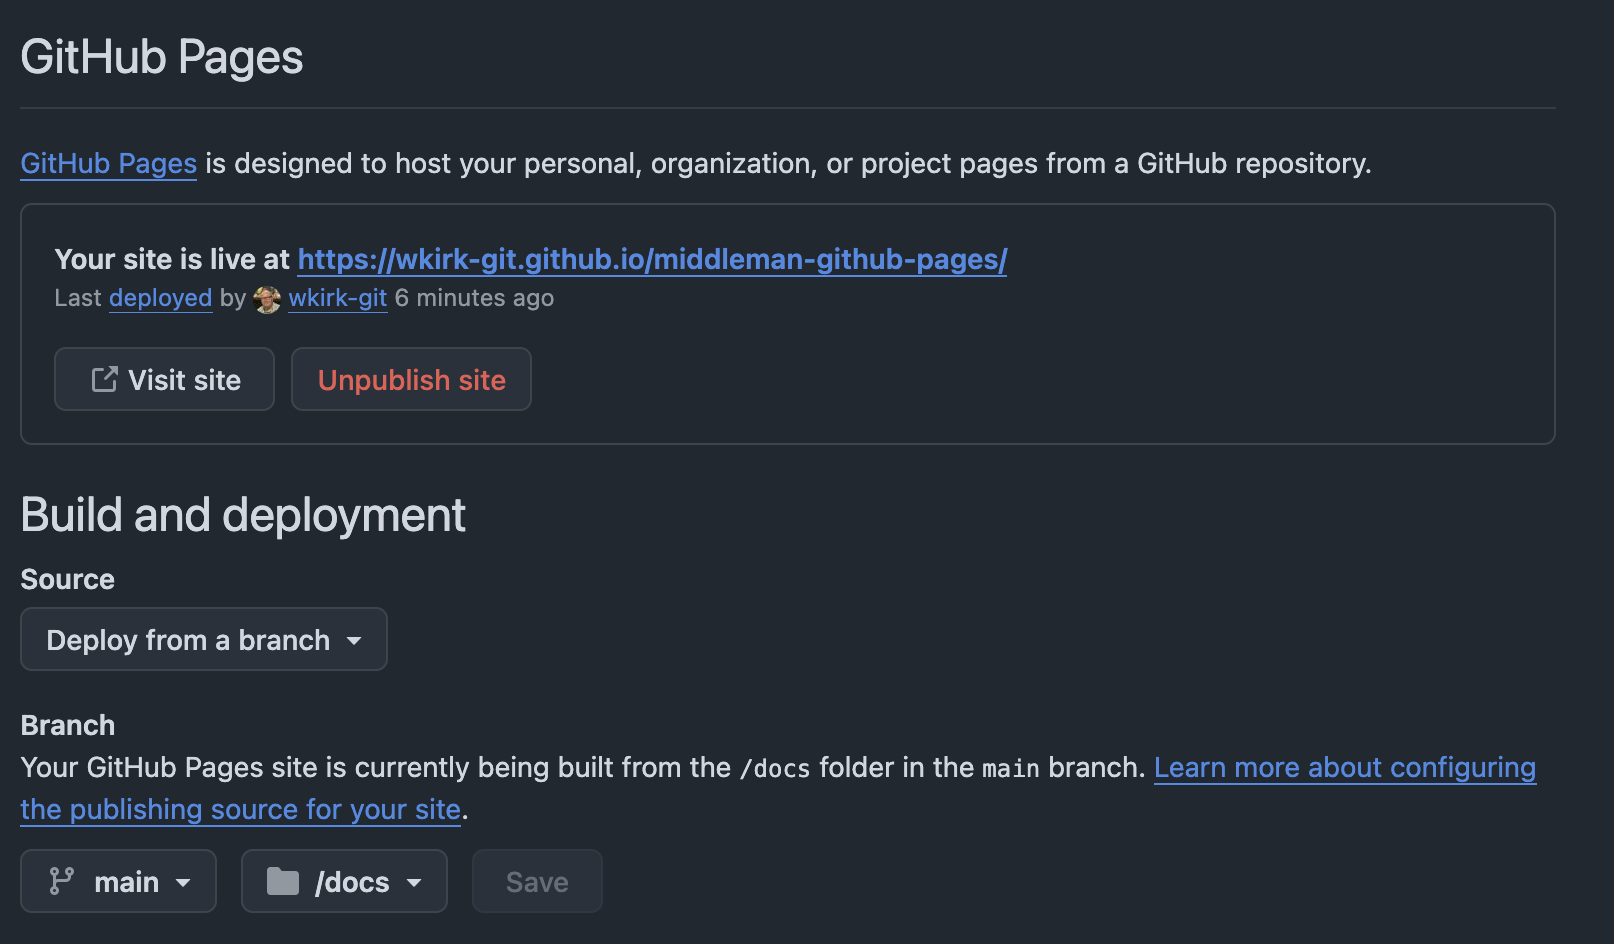 GitHub Pages
GitHub Pages is designed to host your personal, organization, or project pages from a GitHub repository.
Your site is live at https://wkirk-git.github.io/middleman-github-pages/
Last deployed by wkirk-git 6 minutes ago
Visit site
Unpublish site
Build and deployment
Source
Deploy from a branch
Branch
Your GitHub Pages site is currently being built from the /docs folder in the main branch. Learn more about configuring
the publishing source for your site.
main
/docs
Save